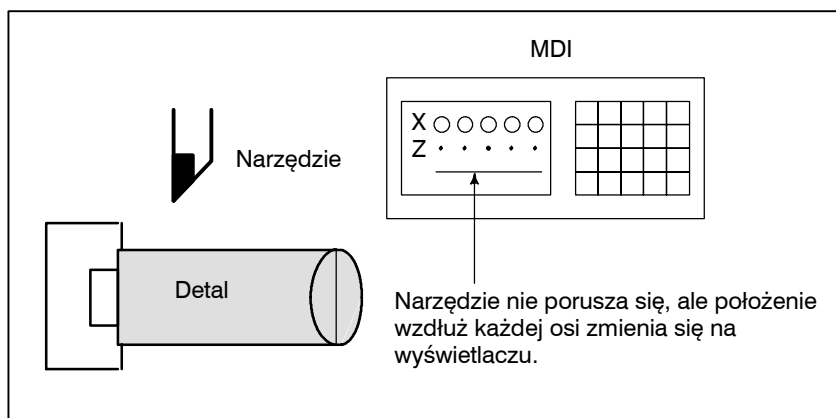 MDI
X
Z
Narzędzie
Detal
Narzędzie nie porusza się, ale położenie
wzdłuż każdej osi zmienia się na
wyświetlaczu.